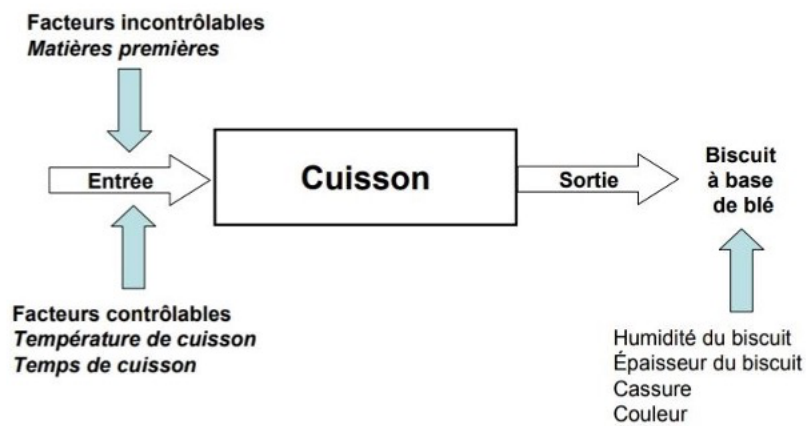 Facteurs incontrôlables
Matières premières
Entrée
Cuisson
Sortie
Biscuit
à base
de blé
Facteurs contrôlables
Température de cuisson
Temps de cuisson
Humidité du biscuit
Épaisseur du biscuit
Cassure
Couleur